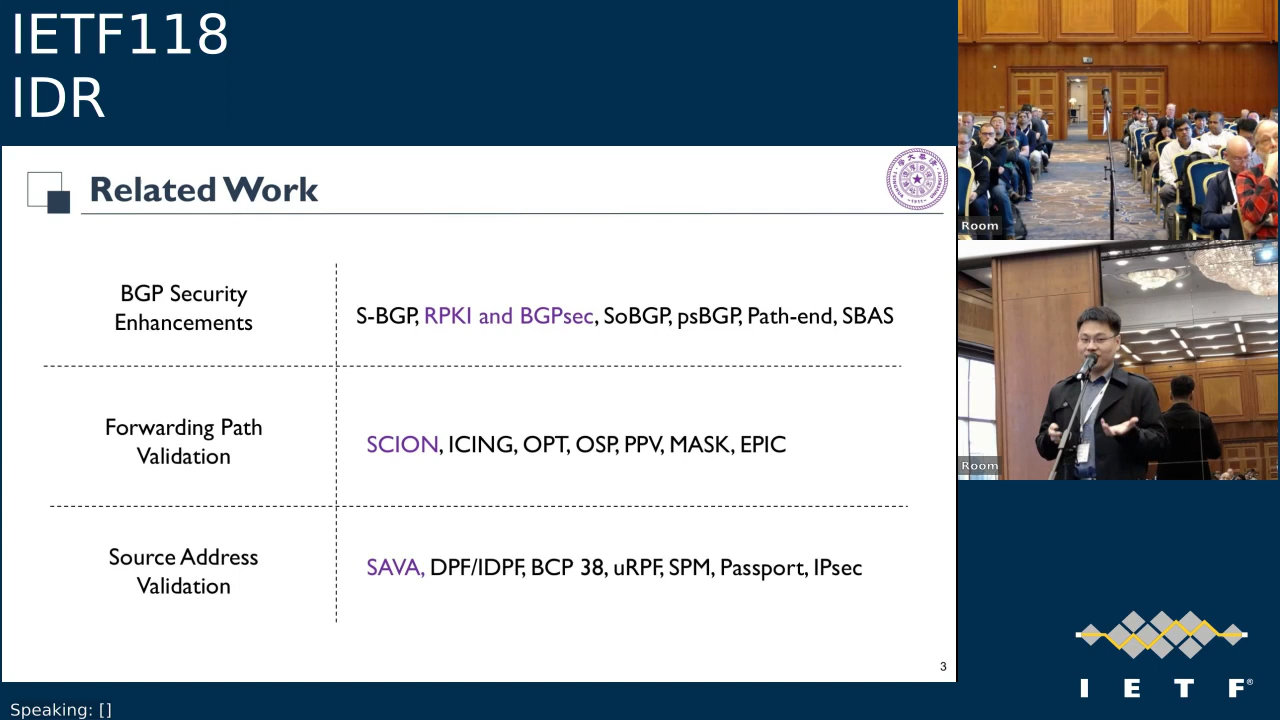 IETF118
IDR
Related Work
BGP Security
Enhancements
S-BGP, RPKI and BGPsec, SoBGP, psBGP, Path-end, SBAS
Forwarding Path
Validation
SCION, ICING, OPT, OSP, PPV, MASK, EPIC
Source Address
Validation
SAVA, DPF/IDPF, BCP 38, uRPF, SPM, Passport, IPsec
3
Room
Room
I E T F®
Speaking: []